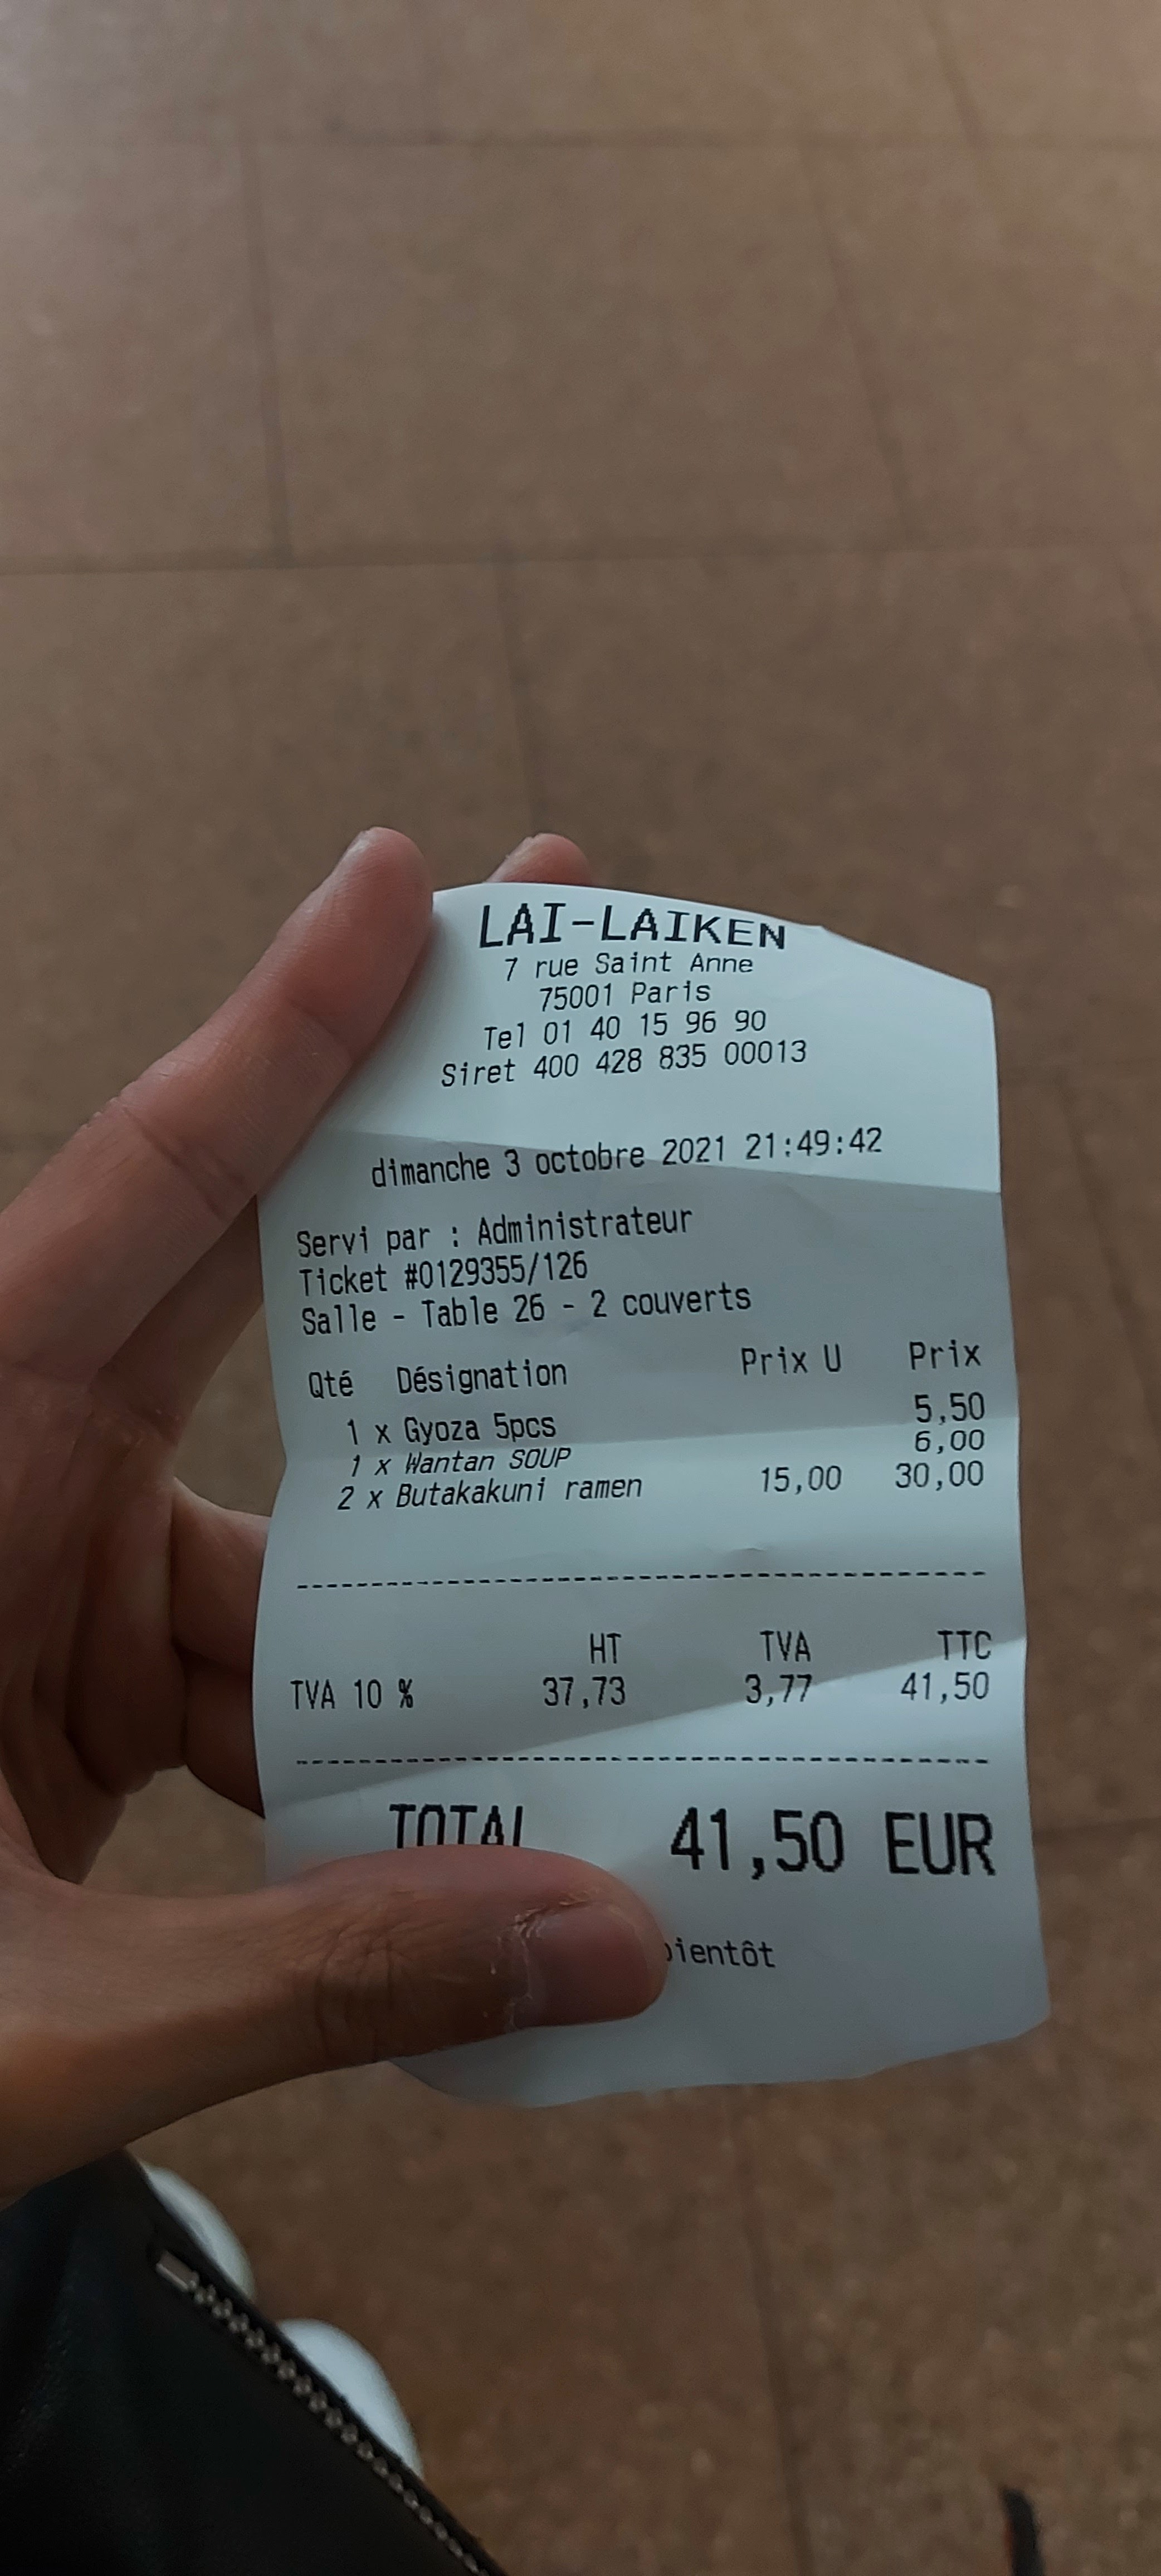 LAI-LAIKEN
7 rue Saint Anne
75001 Paris
Tel 01 40 15 96 90
Siret 400 428 835 00013
dimanche 3 octobre 2021 21:49:42
Servi par : Administrateur
Ticket #0129355/126
Salle - Table 26 - 2 couverts
Qté Désignation Prix U Prix
1 x Gyoza 5pcs 5,50
1 x Wantan SOUP 6,00
2 x Butakakuni ramen 15,00 30,00
HT TVA TTC
TVA 10 % 37,73 3,77 41,50
TOTAL 41,50 EUR
bientôt